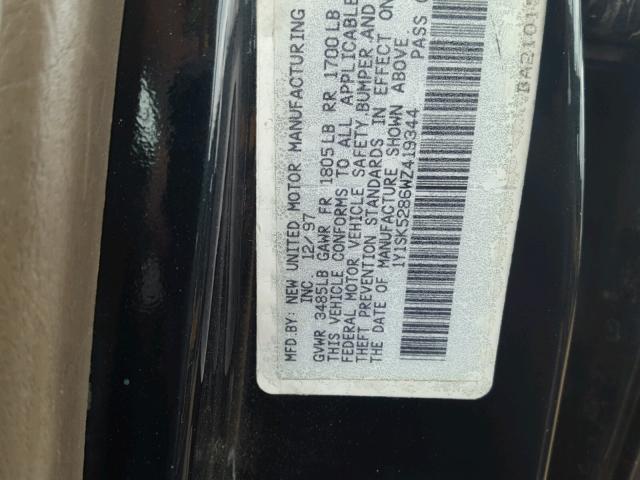 MFD.BY: NEW UNITED MOTOR MANUFACTURING
INC. 12/97
GVWR 3485LB GAWR FR 1805LB RR 1700LB
THIS VEHICLE CONFORMS TO ALL APPLICABLE
FEDERAL MOTOR VEHICLE SAFETY, BUMPER AND
THEFT PREVENTION STANDARDS IN EFFECT ON
THE DATE OF MANUFACTURE SHOWN ABOVE
1Y1SK5286WZ419344 PASS